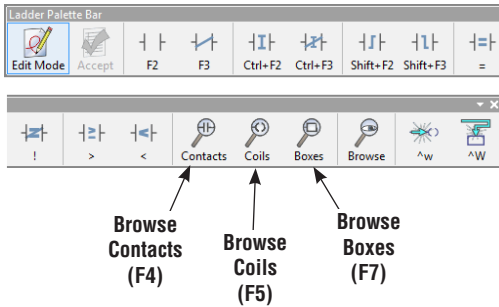 Ladder Palette Bar
Edit Mode Accept F2 F3 Ctrl+F2 Ctrl+F3 Shift+F2 Shift+F3 =
! > < Contacts Coils Boxes Browse ^w ^W
Browse
Contacts
(F4)
Browse
Coils
(F5)
Browse
Boxes
(F7)